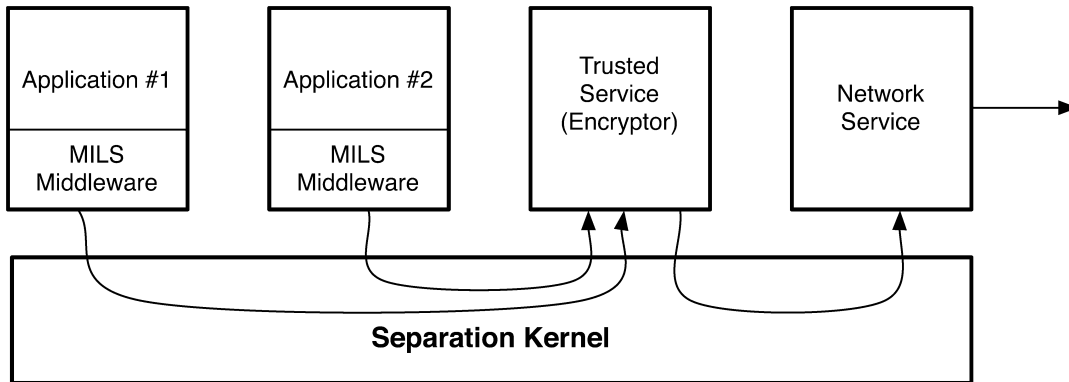 Application #1
MILS
Middleware
Application #2
MILS
Middleware
Trusted
Service
(Encryptor)
Network
Service
Separation Kernel